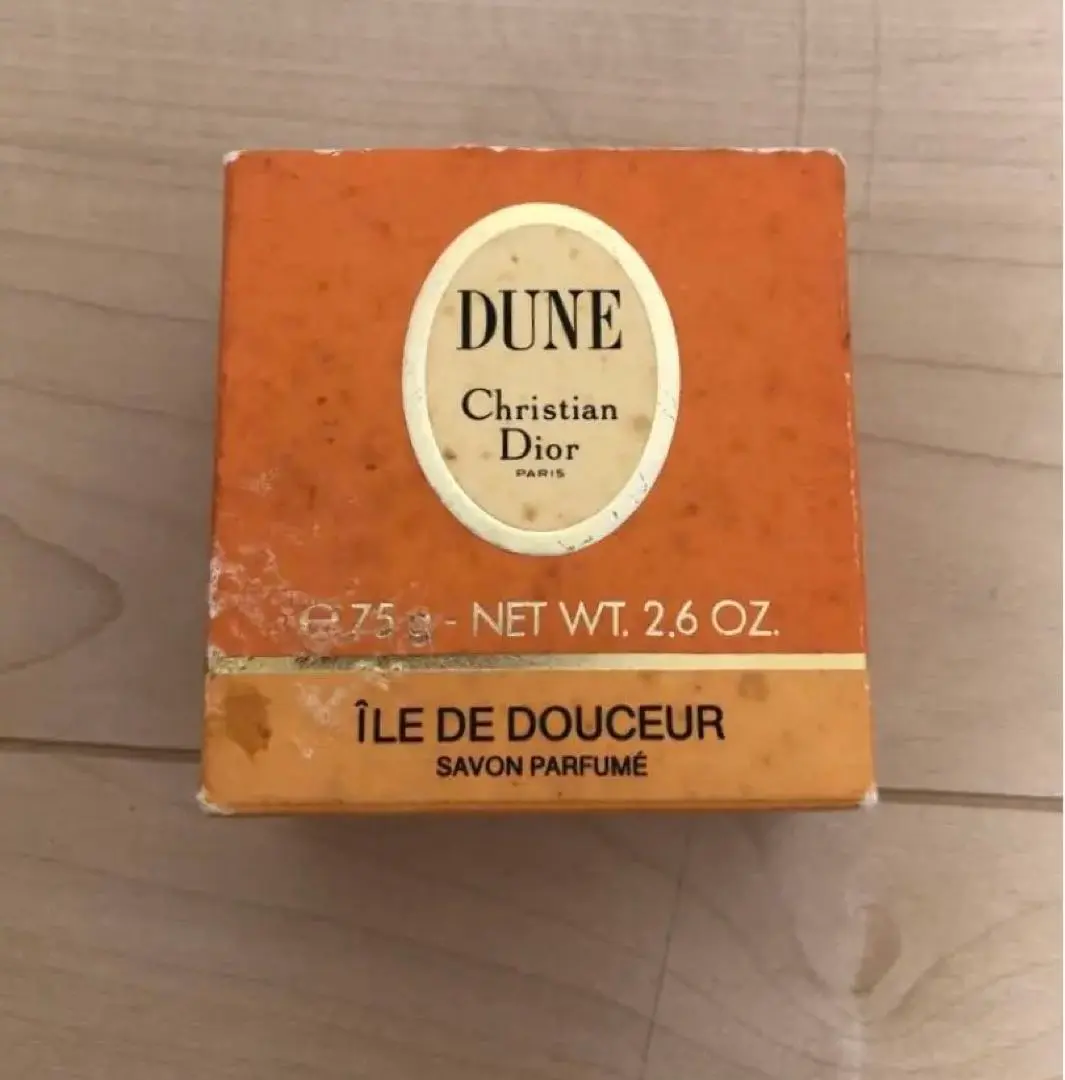 DUNE
Christian
Dior
PARIS
℮ 75 g - NET WT. 2.6 OZ.
ÎLE DE DOUCEUR
SAVON PARFUMÉ